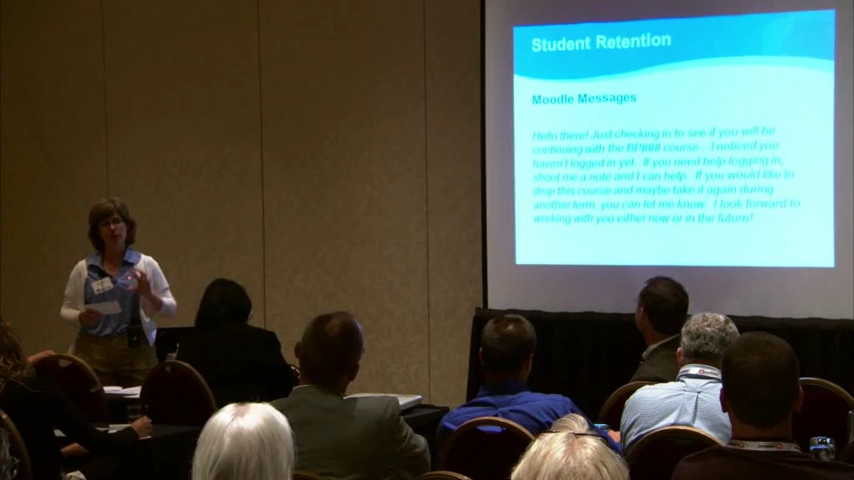 Student Retention
Moodle Messages
Hello there! Just checking in to see if you will be
continuing with the course... I noticed you
haven't logged in yet. If you need help logging in,
shoot me a note and I can help. If you would like to
drop this course and maybe take it again during
another term, you can let me know. I look forward to
working with you either now or in the future!